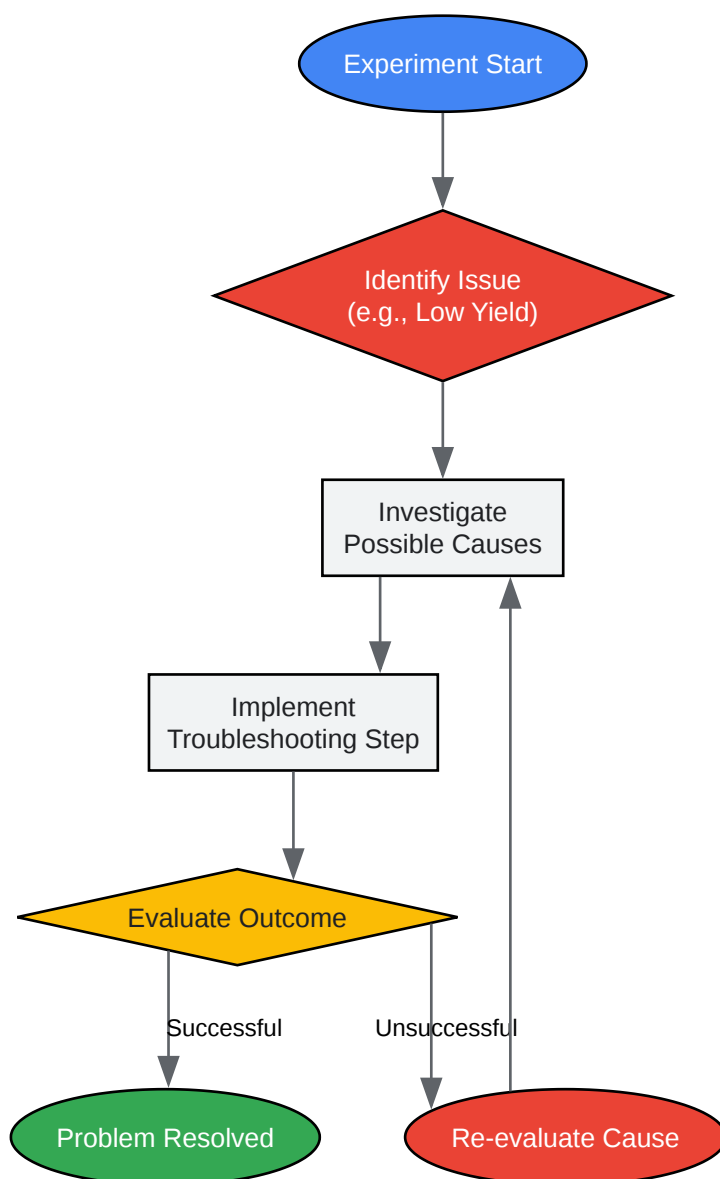 Experiment Start
Identify Issue
(e.g., Low Yield)
Investigate
Possible Causes
Implement
Troubleshooting Step
Evaluate Outcome
Successful
Unsuccessful
Problem Resolved
Re-evaluate Cause